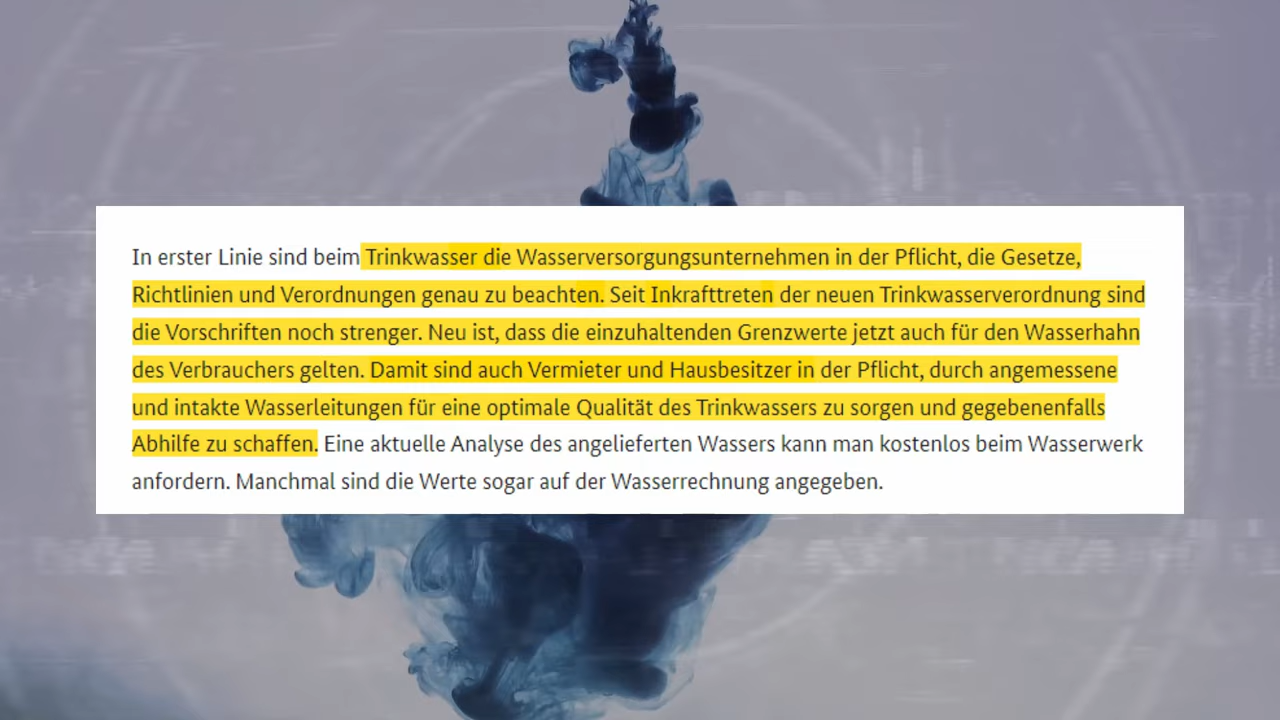 In erster Linie sind beim Trinkwasser die Wasserversorgungsunternehmen in der Pflicht, die Gesetze,
Richtlinien und Verordnungen genau zu beachten. Seit Inkrafttreten der neuen Trinkwasserverordnung sind
die Vorschriften noch strenger. Neu ist, dass die einzuhaltenden Grenzwerte jetzt auch für den Wasserhahn
des Verbrauchers gelten. Damit sind auch Vermieter und Hausbesitzer in der Pflicht, durch angemessene
und intakte Wasserleitungen für eine optimale Qualität des Trinkwassers zu sorgen und gegebenenfalls
Abhilfe zu schaffen. Eine aktuelle Analyse des angelieferten Wassers kann man kostenlos beim Wasserwerk
anfordern. Manchmal sind die Werte sogar auf der Wasserrechnung angegeben.